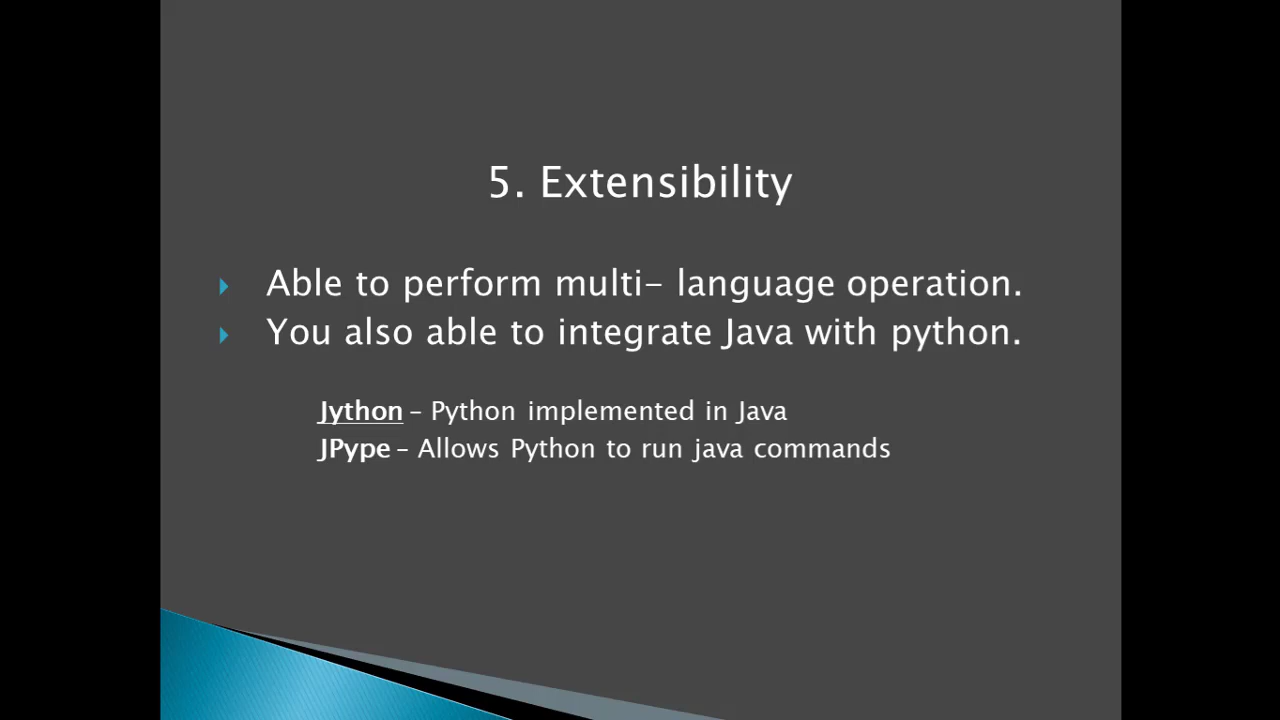 5. Extensibility
Able to perform multi- language operation.
You also able to integrate Java with python.
Jython – Python implemented in Java
JPype – Allows Python to run java commands